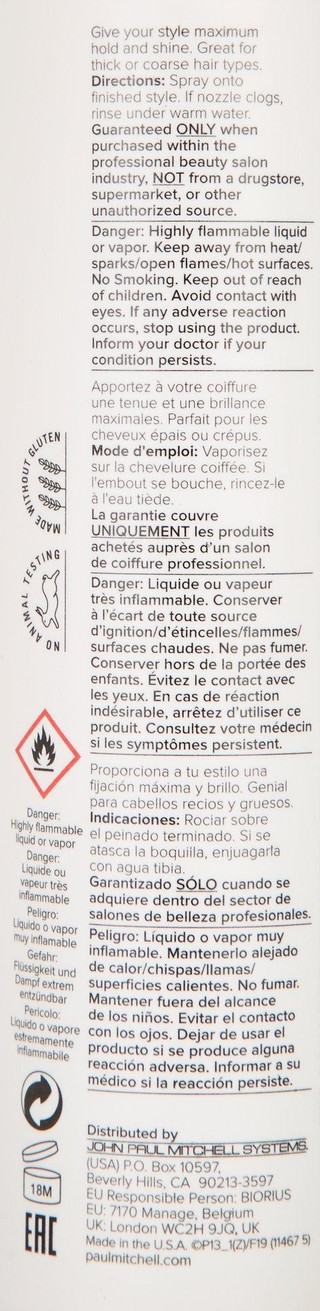 Give your style maximum
hold and shine. Great for
thick or coarse hair types.
Directions: Spray onto
finished style. If nozzle clogs,
rinse under warm water.
Guaranteed ONLY when
purchased within the
professional beauty salon
industry, NOT from a drugstore,
supermarket, or other
unauthorized source.
Danger: Highly flammable liquid
or vapor. Keep away from heat/
sparks/open flames/hot surfaces.
No Smoking. Keep out of reach
of children. Avoid contact with
eyes. If any adverse reaction
occurs, stop using the product.
Inform your doctor if your
condition persists.
Apportez à votre coiffure
une tenue et une brillance
maximales. Parfait pour les
cheveux épais ou crépus.
Mode d'emploi: Vaporisez
sur la chevelure coiffée. Si
l'embout se bouche, rincez-le
à l'eau tiède.
La garantie couvre
UNIQUEMENT les produits
achetés auprès d'un salon
de coiffure professionnel.
Danger: Liquide ou vapeur
très inflammable. Conserver
à l'écart de toute source
d'ignition/d'étincelles/flammes/
surfaces chaudes. Ne pas fumer.
Conserver hors de la portée des
enfants. Évitez le contact avec
les yeux. En cas de réaction
indésirable, arrêtez d'utiliser ce
produit. Consultez votre médecin
si les symptômes persistent.
Proporciona a tu estilo una
fijación máxima y brillo. Genial
para cabellos recios y gruesos.
Indicaciones: Rociar sobre
el peinado terminado. Si se
atasca la boquilla, enjuagarla
con agua tibia.
Garantizado SÓLO cuando se
adquiere dentro del sector de
salones de belleza profesionales.
Peligro: Líquido o vapor muy
inflamable. Mantenerlo alejado
de calor/chispas/llamas/
superficies calientes. No fumar.
Mantener fuera del alcance
de los niños. Evitar el contacto
con los ojos. Dejar de usar el
producto si se produce alguna
reacción adversa. Informar a su
médico si la reacción persiste.
MADE WITHOUT GLUTEN
NO ANIMAL TESTING
Danger:
Highly flammable
liquid or vapor
Danger:
Liquide ou
vapeur très
inflammable
Peligro:
Líquido o vapor
muy inflamable
Gefahr:
Flüssigkeit und
Dampf extrem
entzündbar
Pericolo:
Liquido o vapore
estremamente
infiammabile
18M
EAC
Distributed by
JOHN PAUL MITCHELL SYSTEMS.
(USA) P.O. Box 10597,
Beverly Hills, CA 90213-3597
EU Responsible Person: BIORIUS
EU: 7170 Manage, Belgium
UK: London WC2H 9JQ, UK
Made in the U.S.A. ©P13_1(Z)/F19 (11467 5)
paulmitchell.com